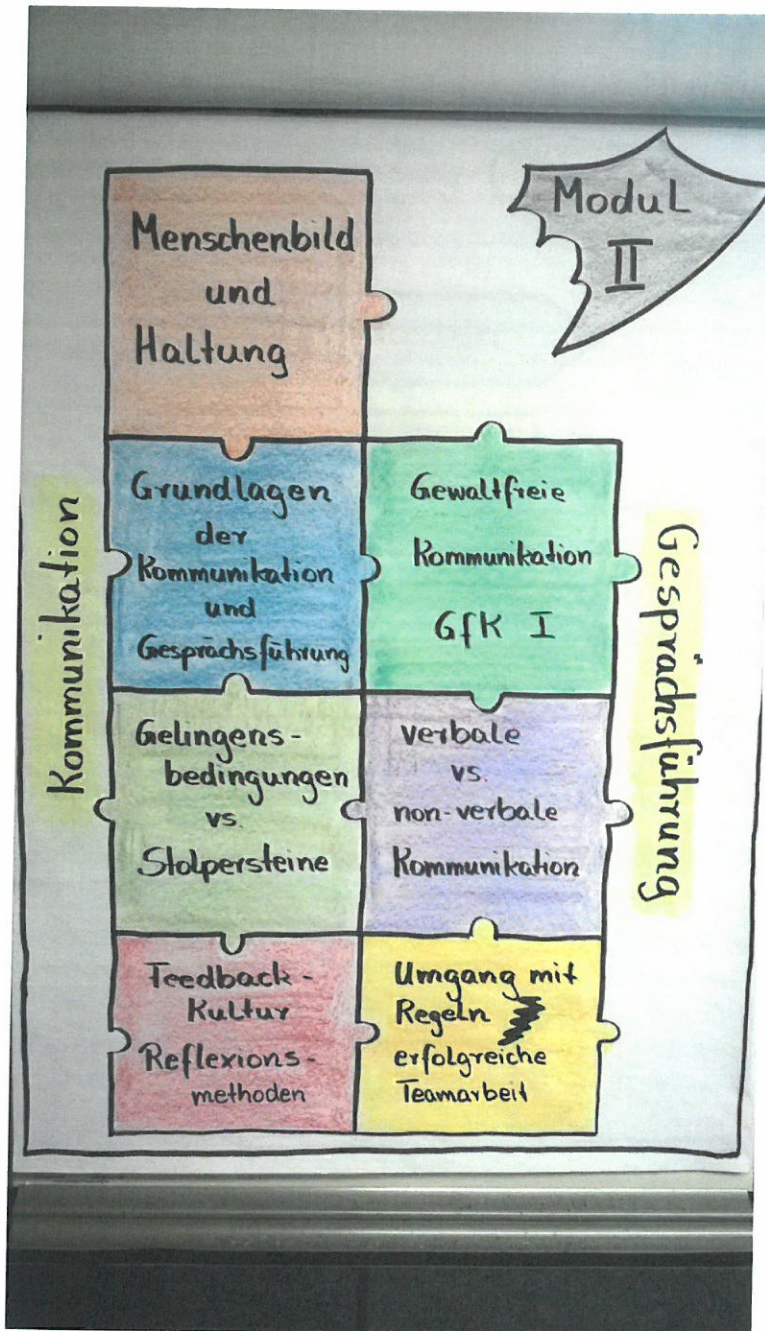 Modul
II
Menschenbild
und
Haltung
Kommunikation
Grundlagen
der
Kommunikation
und
Gesprächsführung
Gewaltfreie
Kommunikation
GfK I
Gesprächsführung
Gelingens-
bedingungen
vs.
Stolpersteine
verbale
vs.
non-verbale
Kommunikation
Feedback-
Kultur
Reflexions-
methoden
Umgang mit
Regeln
erfolgreiche
Teamarbeit